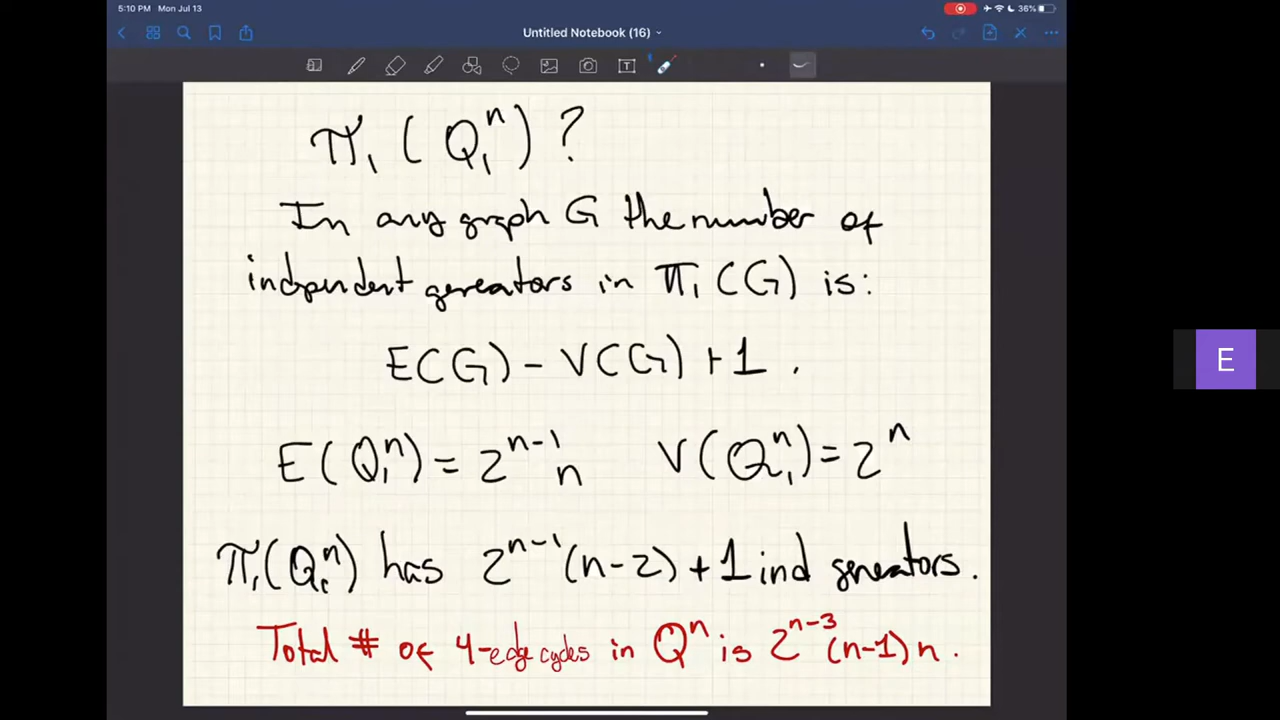 5:10 PM Mon Jul 13
36%
Untitled Notebook (16)
π₁ (Q₁ⁿ) ?
In any graph G the number of
independent gereators in π₁(G) is:
E(G) - V(G) + 1 .
E(Q₁ⁿ) = 2ⁿ⁻¹ n V(Q₁ⁿ) = 2ⁿ
π₁(Q₁ⁿ) has 2ⁿ⁻¹(n-2) + 1 ind generators.
Total # of 4-edge cycles in Qⁿ is 2ⁿ⁻³(n-1) n .
E